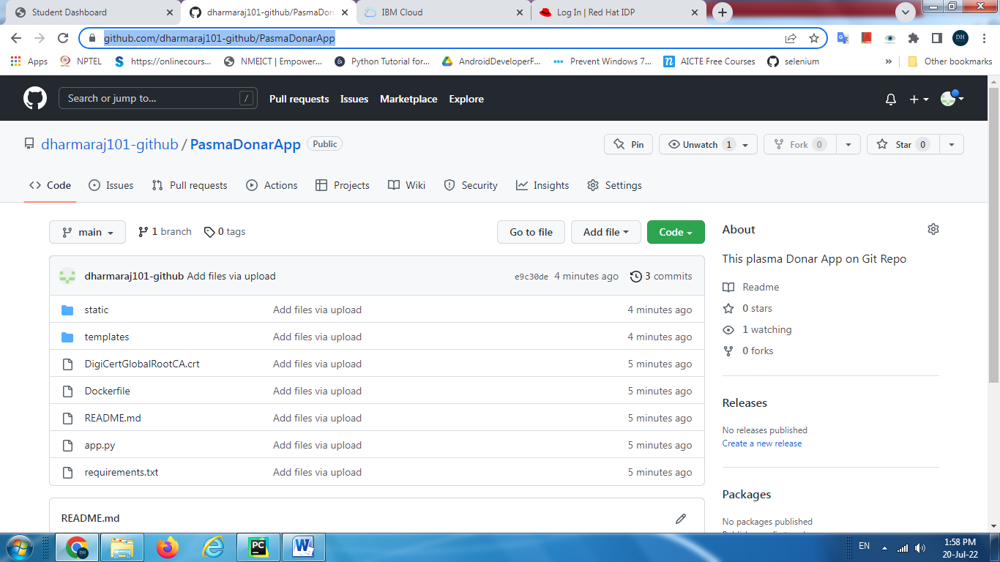 Student Dashboard
dharmaraj101-github/PasmaDona
IBM Cloud
Log In | Red Hat IDP
github.com/dharmaraj101-github/PasmaDonarApp
Apps
NPTEL
https://onlinecours...
NMEICT | Empower...
Python Tutorial for...
AndroidDeveloperF...
Prevent Windows 7...
AICTE Free Courses
selenium
»
Other bookmarks
Search or jump to...
/
Pull requests
Issues
Marketplace
Explore
dharmaraj101-github / PasmaDonarApp
Public
Pin
Unwatch 1
Fork 0
Star 0
Code
Issues
Pull requests
Actions
Projects
Wiki
Security
Insights
Settings
main
1 branch
0 tags
Go to file
Add file
Code
dharmaraj101-github Add files via upload
e9c30de 4 minutes ago
3 commits
static Add files via upload 4 minutes ago
templates Add files via upload 4 minutes ago
DigiCertGlobalRootCA.crt Add files via upload 5 minutes ago
Dockerfile Add files via upload 5 minutes ago
README.md Add files via upload 5 minutes ago
app.py Add files via upload 5 minutes ago
requirements.txt Add files via upload 5 minutes ago
README.md
About
This plasma Donar App on Git Repo
Readme
0 stars
1 watching
0 forks
Releases
No releases published
Create a new release
Packages
No packages published
DH
PC
W
EN
1:58 PM
20-Jul-22